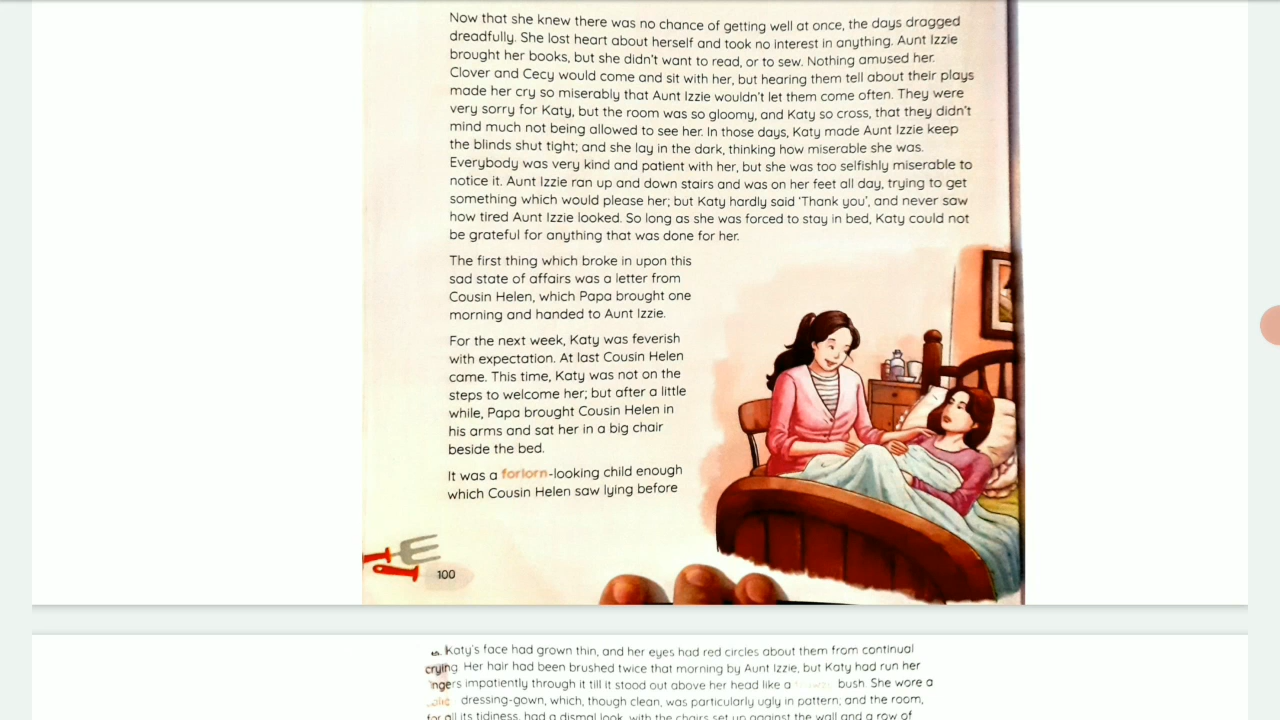 Now that she knew there was no chance of getting well at once, the days dragged
dreadfully. She lost heart about herself and took no interest in anything. Aunt Izzie
brought her books, but she didn't want to read, or to sew. Nothing amused her.
Clover and Cecy would come and sit with her, but hearing them tell about their plays
made her cry so miserably that Aunt Izzie wouldn't let them come often. They were
very sorry for Katy, but the room was so gloomy, and Katy so cross, that they didn't
mind much not being allowed to see her. In those days, Katy made Aunt Izzie keep
the blinds shut tight; and she lay in the dark, thinking how miserable she was.
Everybody was very kind and patient with her, but she was too selfishly miserable to
notice it. Aunt Izzie ran up and down stairs and was on her feet all day, trying to get
something which would please her; but Katy hardly said 'Thank you', and never saw
how tired Aunt Izzie looked. So long as she was forced to stay in bed, Katy could not
be grateful for anything that was done for her.
The first thing which broke in upon this
sad state of affairs was a letter from
Cousin Helen, which Papa brought one
morning and handed to Aunt Izzie.
For the next week, Katy was feverish
with expectation. At last Cousin Helen
came. This time, Katy was not on the
steps to welcome her; but after a little
while, Papa brought Cousin Helen in
his arms and sat her in a big chair
beside the bed.
It was a forlorn-looking child enough
which Cousin Helen saw lying before
100
Katy's face had grown thin, and her eyes had red circles about them from continual
crying. Her hair had been brushed twice that morning by Aunt Izzie, but Katy had run her
impatiently through it till it stood out above her head like a bush. She wore a
dressing-gown, which, though clean, was particularly ugly in pattern; and the room,
for all its tidiness, had a dismal look, with the chairs set up against the wall and a row of